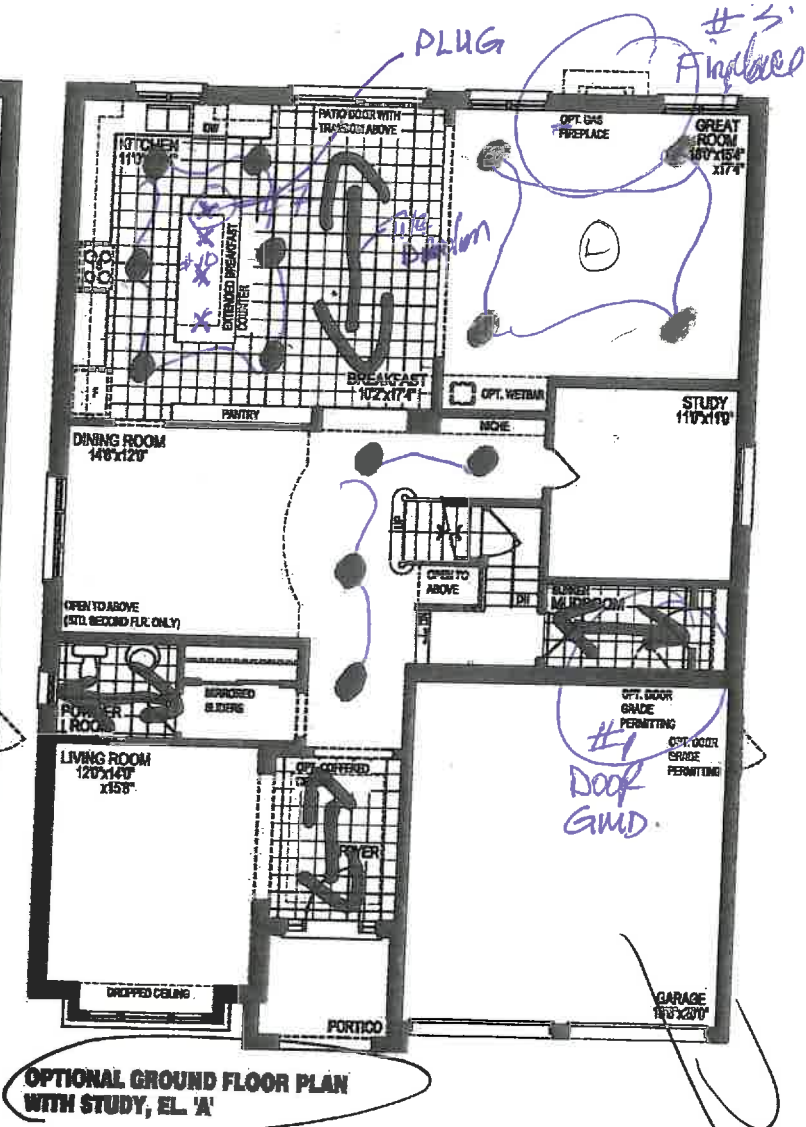 # 3.
Fireplace
PLUG
PATIO DOOR WITH
TRANSOM ABOVE
OPT. GAS
FIREPLACE
GREAT
ROOM
x17'4"
KITCHEN
DW
L
EXTENDED BREAKFAST
COUNTER
BREAKFAST
10'2"x17'4"
F
PANTRY
OPT. WETBAR
NICHE
STUDY
11'0"x11'0"
DINING ROOM
14'6"x12'0"
UP
OPEN TO
ABOVE
DN
OPEN TO ABOVE
(STD. SECOND FLR. ONLY)
SUNKEN
MUDROOM
POWDER
ROOM
MIRRORED
SLIDERS
OPT. DOOR
GRADE
PERMITTING
OPT. DOOR
GRADE
PERMITTING
#1
DOOR
GMD.
LIVING ROOM
12'0"x14'0"
x15'8"
OPT. COFFERED
FOYER
DROPPED CEILING
PORTICO
GARAGE
OPTIONAL GROUND FLOOR PLAN
WITH STUDY, EL. 'A'